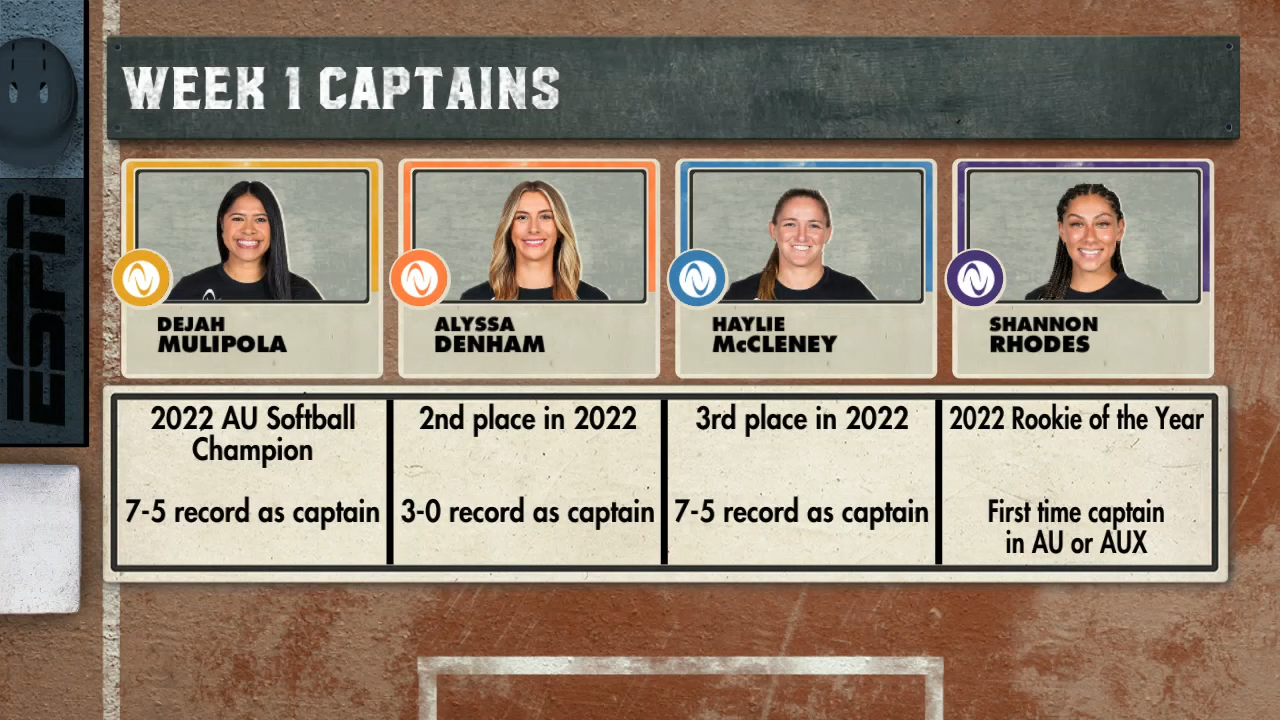 WEEK 1 CAPTAINS
ESPN
DEJAH
MULIPOLA
ALYSSA
DENHAM
HAYLIE
McCLENEY
SHANNON
RHODES
2022 AU Softball
Champion
7-5 record as captain
2nd place in 2022
3-0 record as captain
3rd place in 2022
7-5 record as captain
2022 Rookie of the Year
First time captain
in AU or AUX